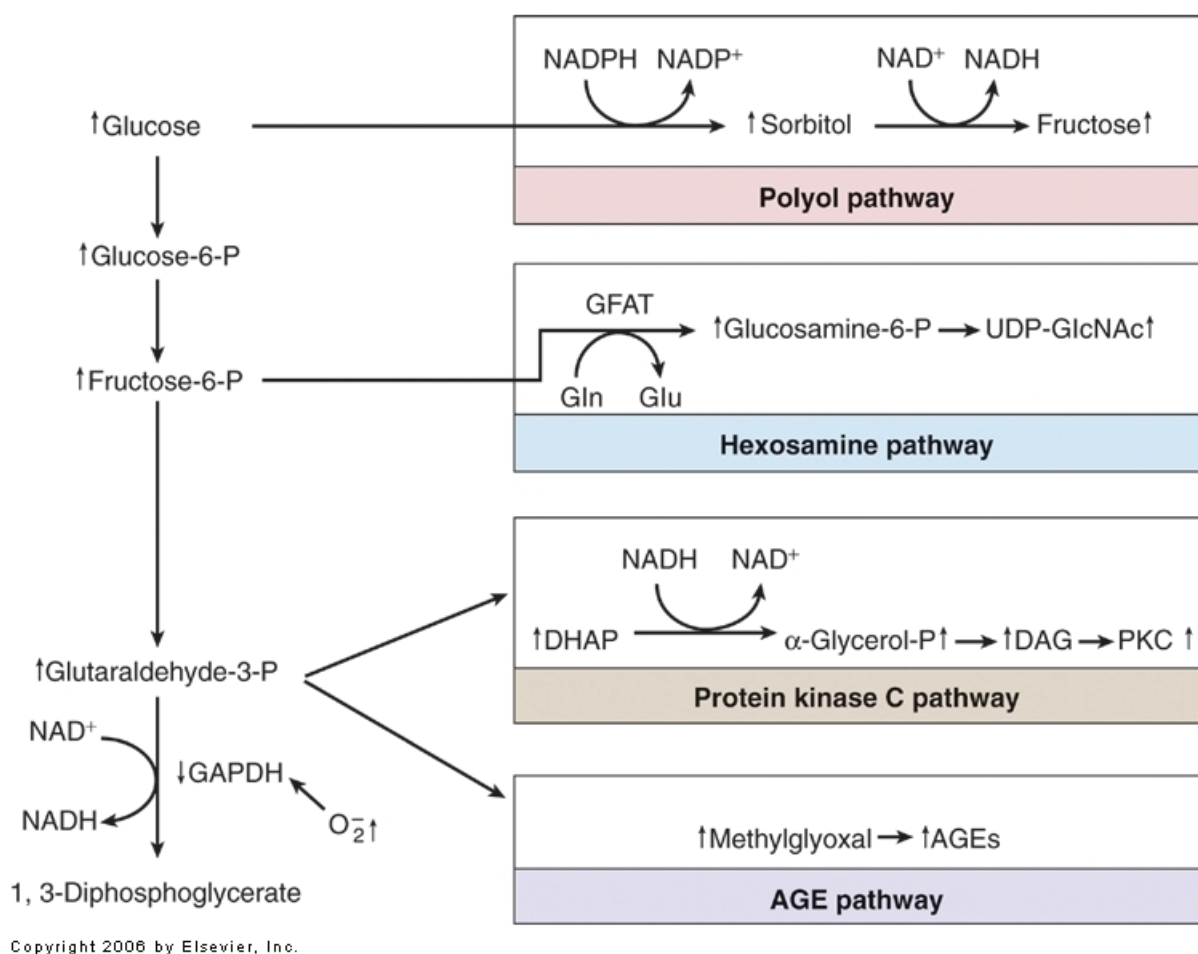 NADPH NADP⁺ NAD⁺ NADH
↑Glucose ↑Sorbitol Fructose↑
Polyol pathway
↑Glucose-6-P
GFAT
↑Glucosamine-6-P UDP-GlcNAc↑
↑Fructose-6-P
Gln Glu
Hexosamine pathway
NADH NAD⁺
↑DHAP α-Glycerol-P↑ ↑DAG PKC ↑
↑Glutaraldehyde-3-P
Protein kinase C pathway
NAD⁺
↓GAPDH
NADH
O₂⁻↑
↑Methylglyoxal ↑AGEs
1, 3-Diphosphoglycerate
AGE pathway
Copyright 2006 by Elsevier, Inc.